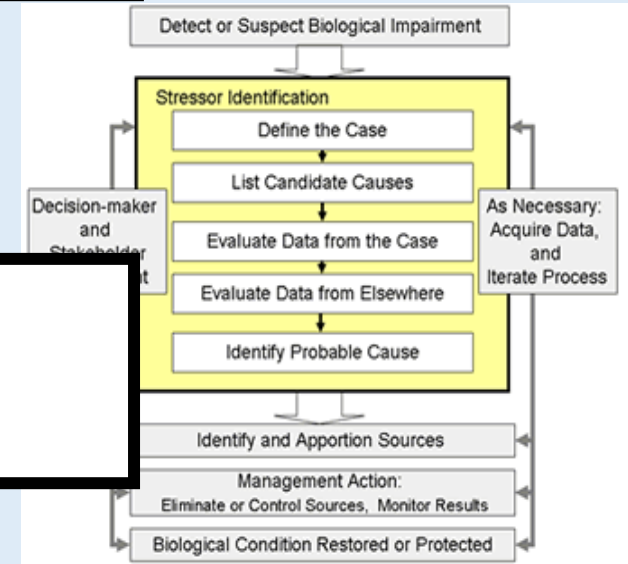 Detect or Suspect Biological Impairment
Stressor Identification
Define the Case
List Candidate Causes
Evaluate Data from the Case
Evaluate Data from Elsewhere
Identify Probable Cause
Decision-maker
and
Stakeholder
As Necessary:
Acquire Data,
and
Iterate Process
Identify and Apportion Sources
Management Action:
Eliminate or Control Sources, Monitor Results
Biological Condition Restored or Protected